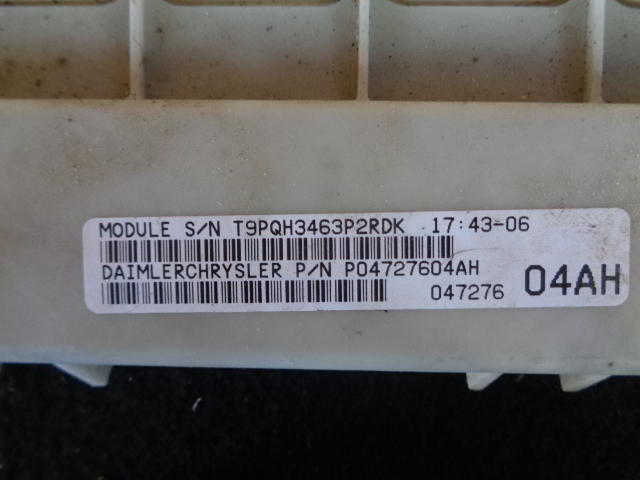 MODULE S/N T9PQH3463P2RDK 17:43-06
DAIMLERCHRYSLER P/N P04727604AH
047276 04AH